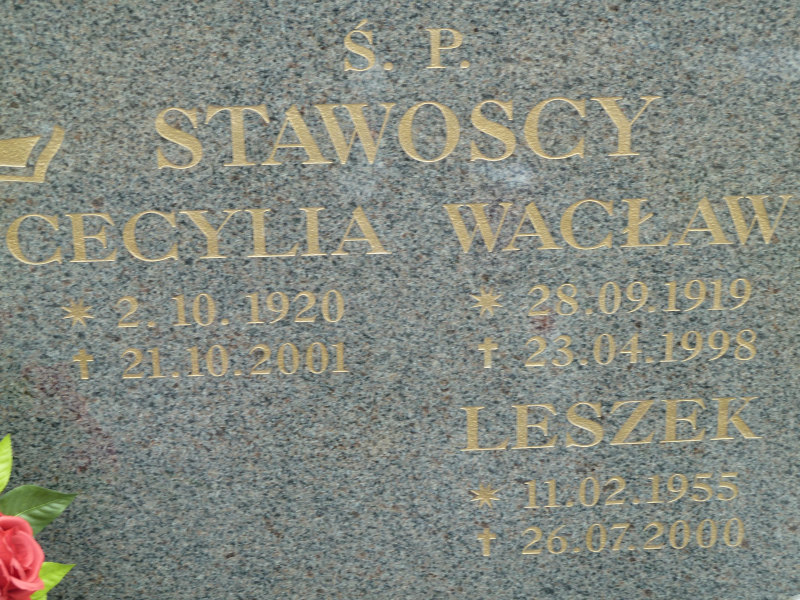 Ś. P.
STAWOSCY
CECYLIA WACŁAW
2. 10. 1920 28.09.1919
21.10.2001 23.04.1998
LESZEK
11.02.1955
26.07.2000